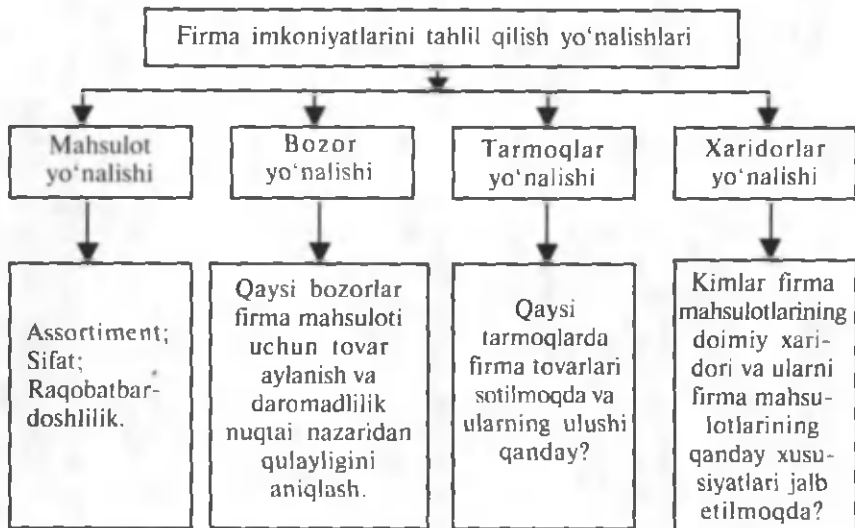 Firma imkoniyatlarini tahlil qilish yo‘nalishlari
Mahsulot
yo‘nalishi
Bozor
yo‘nalishi
Tarmoqlar
yo‘nalishi
Xaridorlar
yo‘nalishi
Assortiment;
Sifat;
Raqobatbar-
doshlilik.
Qaysi bozorlar
firma mahsuloti
uchun tovar
aylanish va
daromadlilik
nuqtai nazaridan
qulayligini
aniqlash.
Qaysi
tarmoqlarda
firma tovarlari
sotilmoqda va
ularning ulushi
qanday?
Kimlar firma
mahsulotlarining
doimiy xari-
dori va ularni
firma mahsu-
lotlarining
qanday xusu-
siyatlari jalb
etilmoqda?